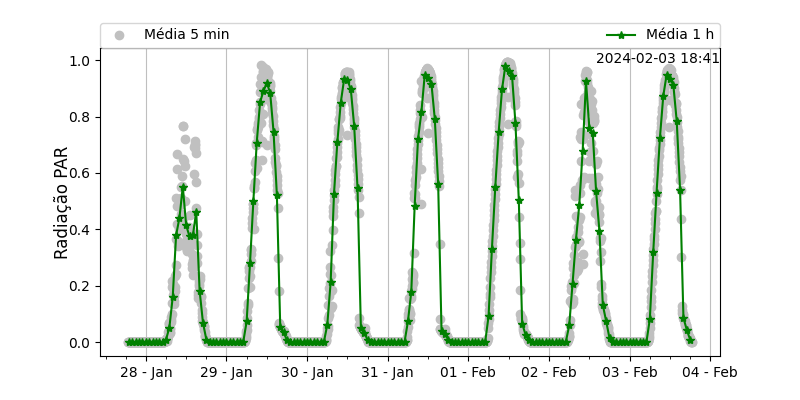 Média 5 min
Média 1 h
2024-02-03 18:41
1.0
0.8
0.6
0.4
0.2
0.0
Radiação PAR
28 - Jan
29 - Jan
30 - Jan
31 - Jan
01 - Feb
02 - Feb
03 - Feb
04 - Feb